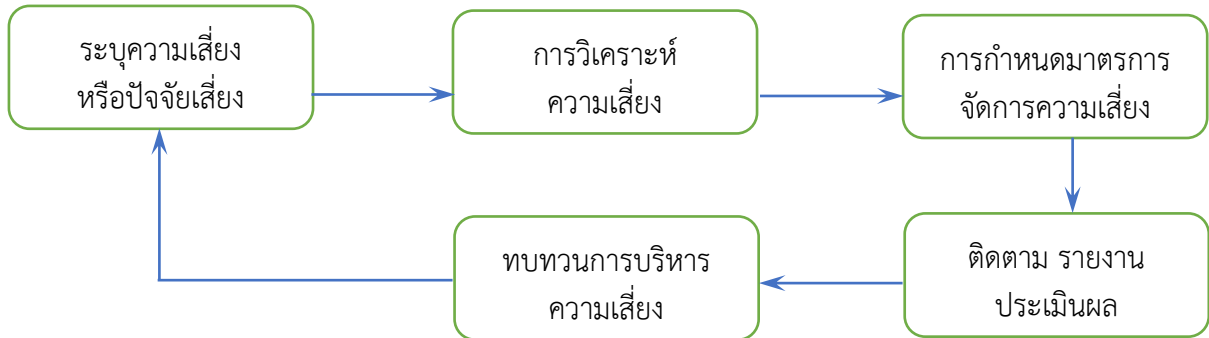 ระบุความเสี่ยง
หรือปัจจัยเสี่ยง
การวิเคราะห์
ความเสี่ยง
การกำหนดมาตรการ
จัดการความเสี่ยง
ติดตาม รายงาน
ประเมินผล
ทบทวนการบริหาร
ความเสี่ยง